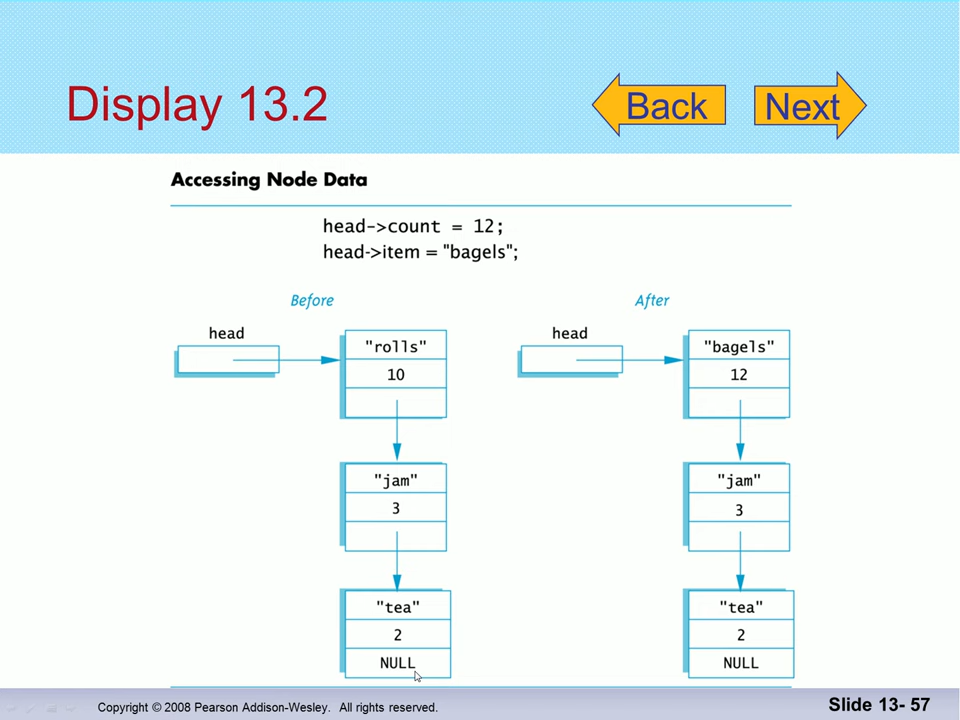 Display 13.2
Back
Next
Accessing Node Data
head->count = 12;
head->item = "bagels";
Before
After
head
"rolls"
10
"jam"
3
"tea"
2
NULL
head
"bagels"
12
"jam"
3
"tea"
2
NULL
Copyright © 2008 Pearson Addison-Wesley. All rights reserved.
Slide 13- 57